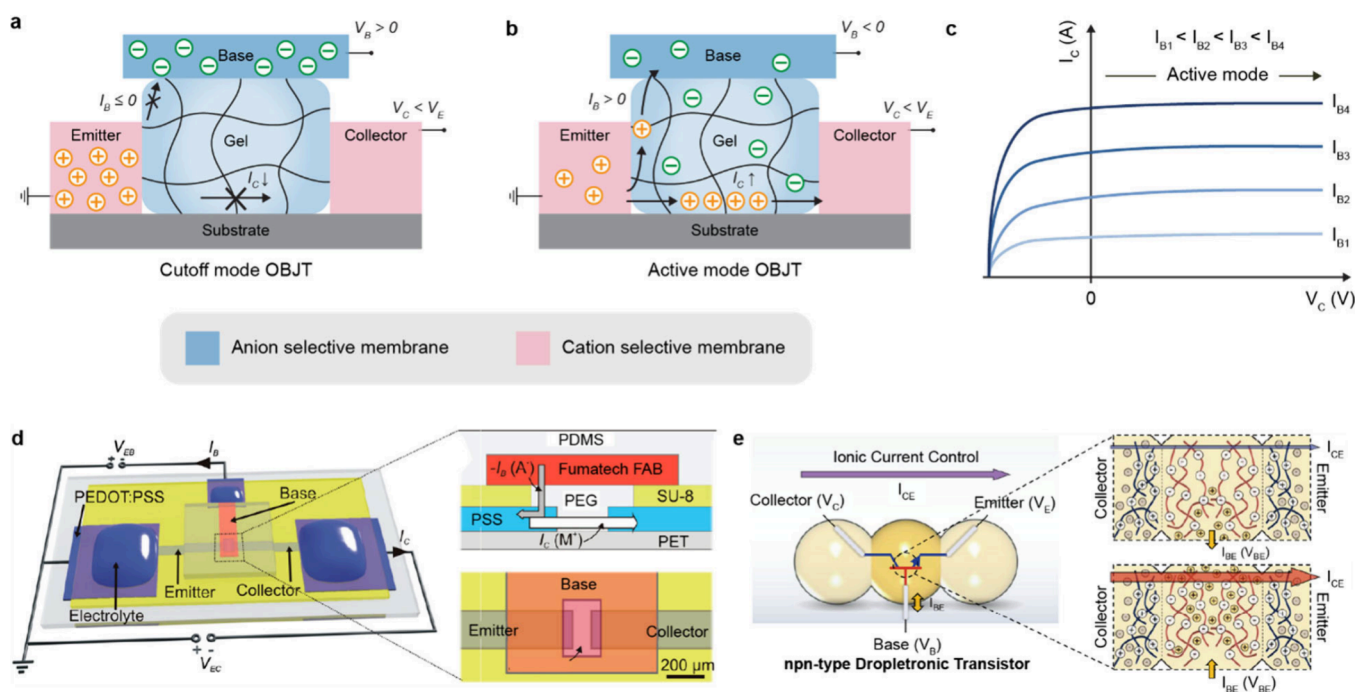 a
V_B > 0
Base
I_B ≤ 0
V_C < V_E
Emitter
Collector
Gel
I_C ↓
Substrate
Cutoff mode OBJT
b
V_B < 0
Base
I_B > 0
V_C < V_E
Emitter
Collector
Gel
I_C ↑
Substrate
Active mode OBJT
c
I_C (A)
I_B1 < I_B2 < I_B3 < I_B4
Active mode
I_B4
I_B3
I_B2
I_B1
0
V_C (V)
Anion selective membrane
Cation selective membrane
d
V_EB
I_B
PEDOT:PSS
Base
I_C
Emitter
Collector
Electrolyte
V_EC
PDMS
Fumatech FAB
-I_B (A⁻)
PEG
SU-8
PSS
I_C (M⁺)
PET
Base
Emitter
Collector
200 µm
e
Ionic Current Control
I_CE
Collector (V_C)
Emitter (V_E)
I_BE
Base (V_B)
npn-type Dropletronic Transistor
I_CE
Collector
Emitter
I_BE (V_BE)
I_CE
Collector
Emitter
I_BE (V_BE)